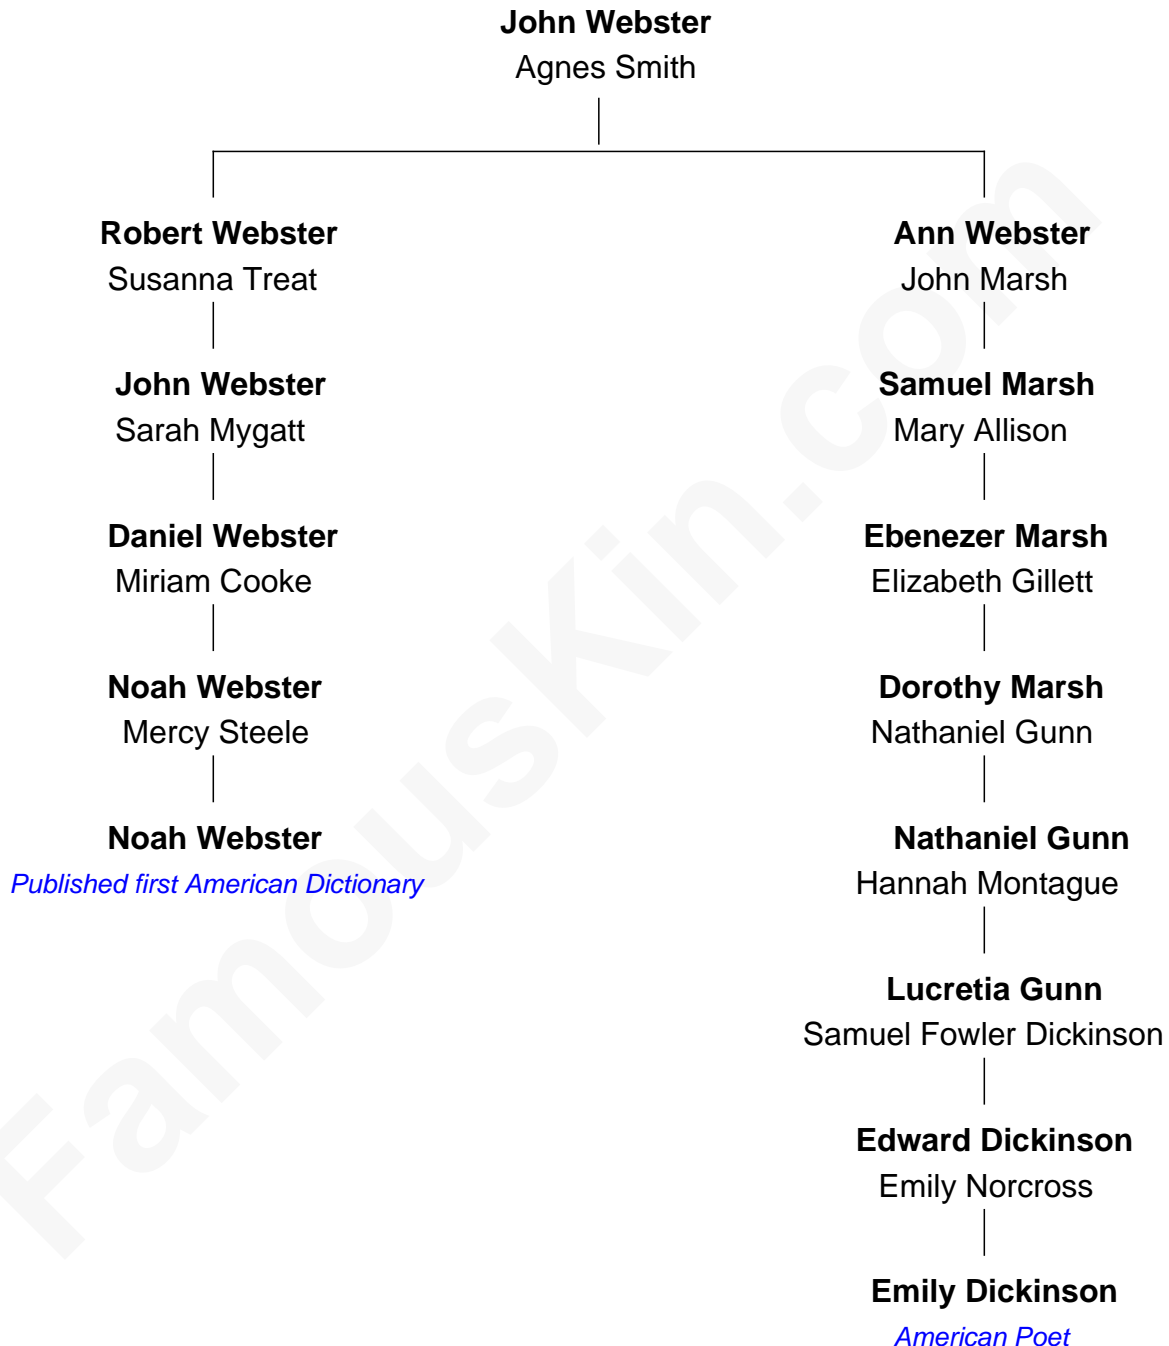 John Webster
Agnes Smith
Robert Webster
Susanna Treat
John Webster
Sarah Mygatt
Daniel Webster
Miriam Cooke
Noah Webster
Mercy Steele
Noah Webster
Published first American Dictionary
Ann Webster
John Marsh
Samuel Marsh
Mary Allison
Ebenezer Marsh
Elizabeth Gillett
Dorothy Marsh
Nathaniel Gunn
Nathaniel Gunn
Hannah Montague
Lucretia Gunn
Samuel Fowler Dickinson
Edward Dickinson
Emily Norcross
Emily Dickinson
American Poet
FamousKin.com